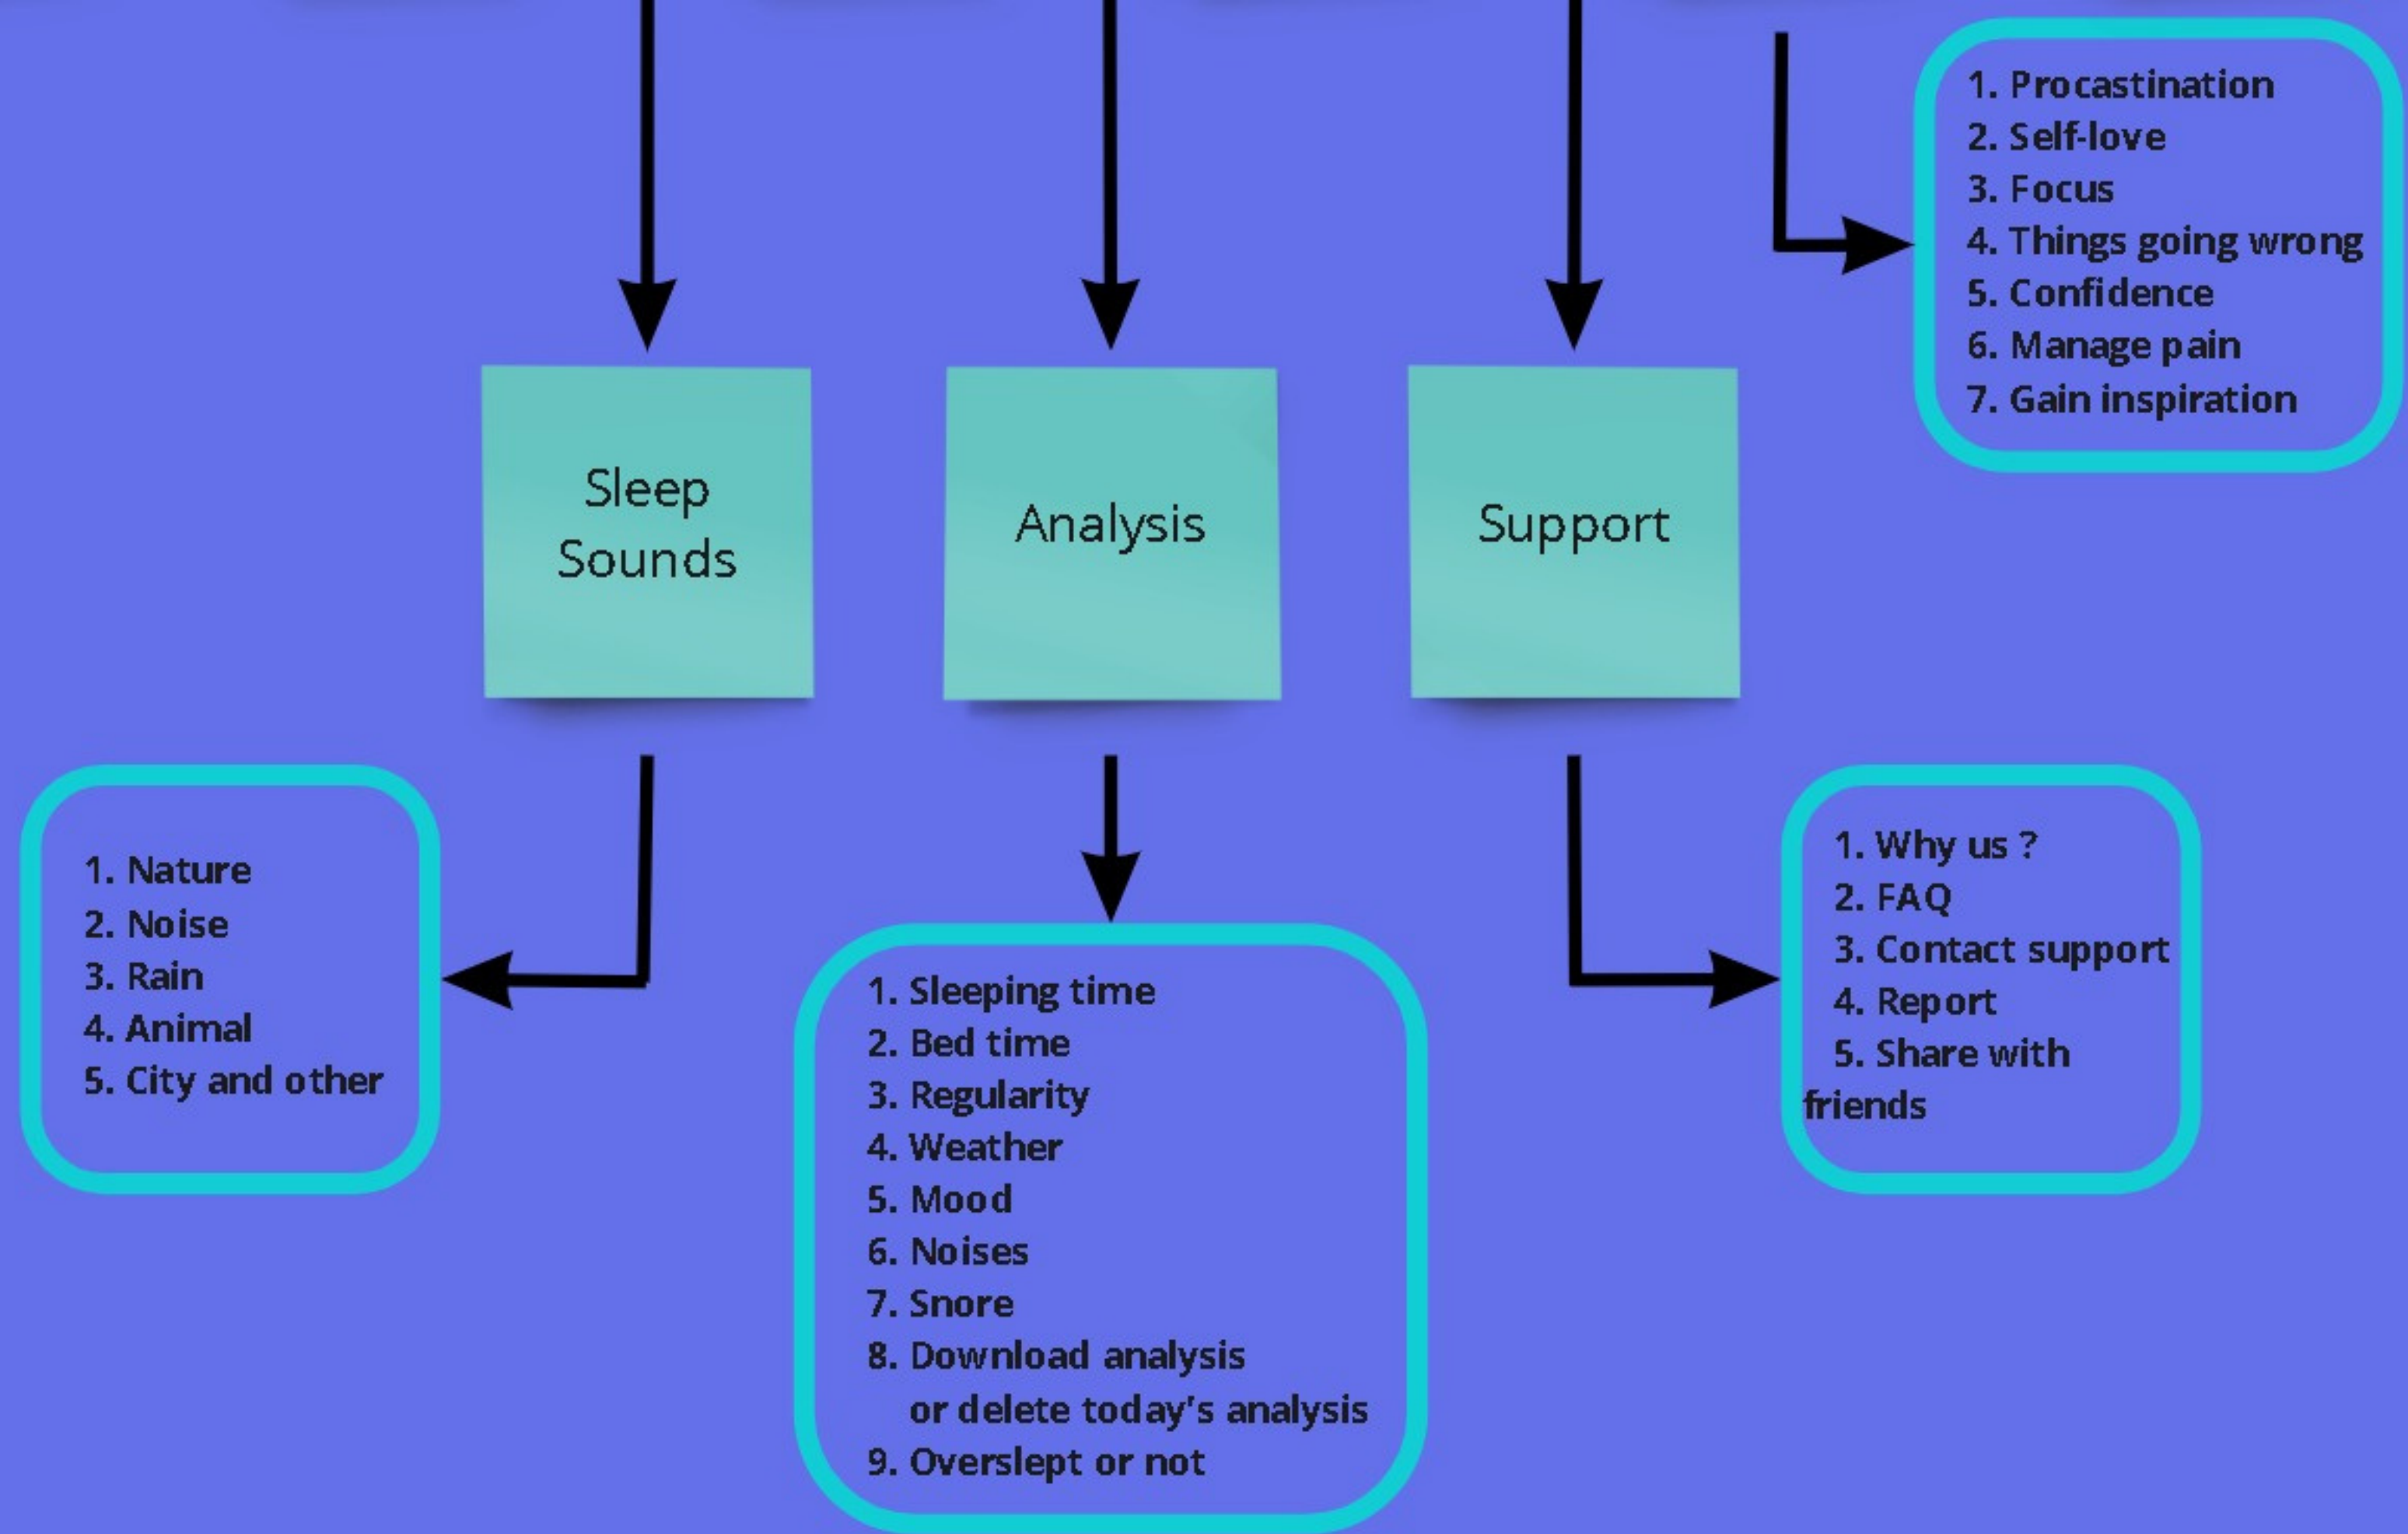 1. Procastination
2. Self-love
3. Focus
4. Things going wrong
5. Confidence
6. Manage pain
7. Gain inspiration
Sleep
Sounds
Analysis
Support
1. Nature
2. Noise
3. Rain
4. Animal
5. City and other
1. Sleeping time
2. Bed time
3. Regularity
4. Weather
5. Mood
6. Noises
7. Snore
8. Download analysis
or delete today's analysis
9. Overslept or not
1. Why us ?
2. FAQ
3. Contact support
4. Report
5. Share with
friends